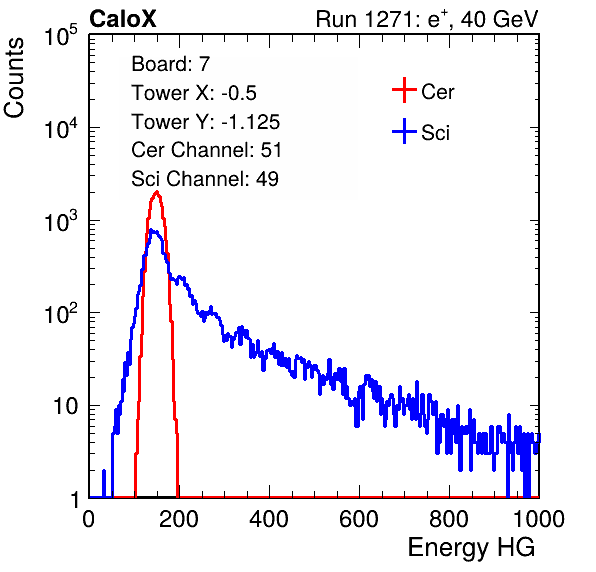 CaloX Run 1271: e⁺, 40 GeV
Counts
Board: 7
Tower X: -0.5
Tower Y: -1.125
Cer Channel: 51
Sci Channel: 49
Cer
Sci
10⁵
10⁴
10³
10²
10
1
0 200 400 600 800 1000
Energy HG